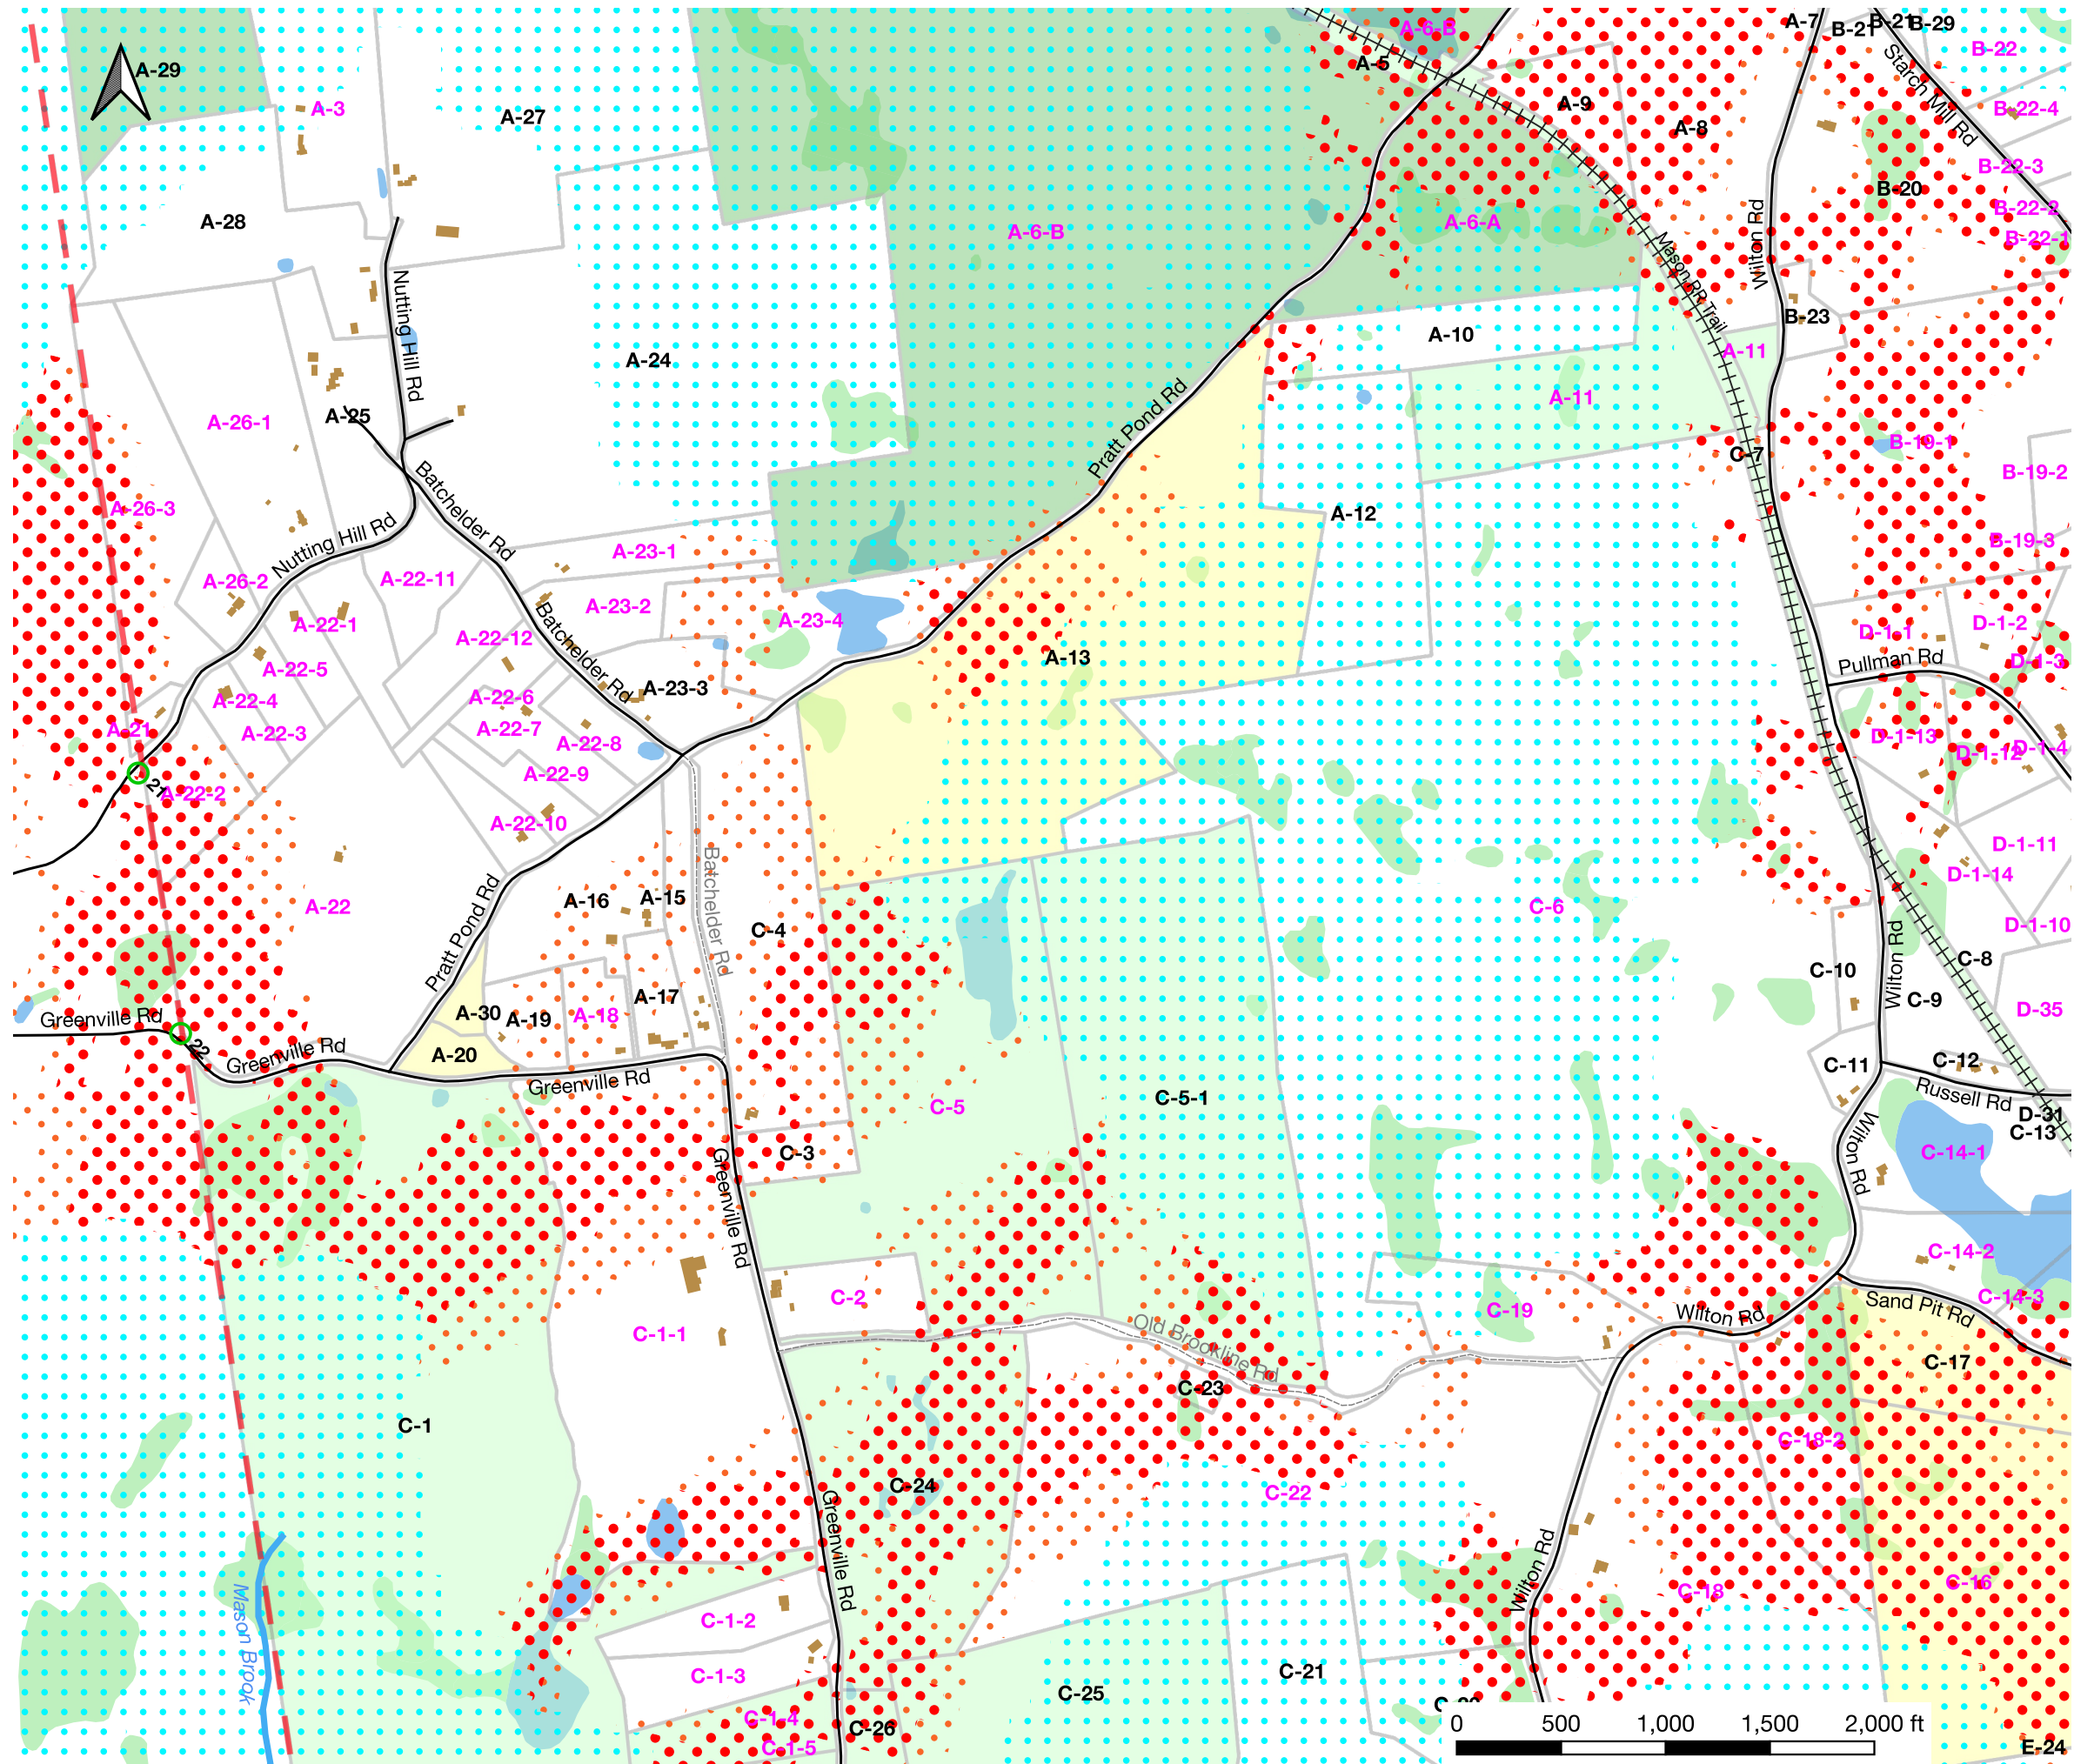 A-6-B
A-7
B-21
B-21
B-29
B-22
A-29
A-5
Starch Mill Rd
A-3
A-27
A-9
A-8
B-22-4
B-22-3
B-20
B-22-2
A-28
A-6-B
A-6-A
Wilton Rd
B-22-1
Mason RR Trail
Nutting Hill Rd
B-23
A-10
A-11
A-24
Pratt Pond Rd
A-11
A-26-1
A-25
B-19-1
C-7
B-19-2
A-26-3
Batchelder Rd
A-12
Nutting Hill Rd
A-23-1
B-19-3
A-26-2
A-22-11
A-23-2
A-23-4
A-22-1
Batchelder Rd
A-22-12
D-1-1
D-1-2
A-22-5
A-13
Pullman Rd
D-1-3
A-22-4
A-22-6
A-23-3
A-21
A-22-3
A-22-7
A-22-8
D-1-13
D-1-12
D-1-4
A-22-9
21
A-22-2
A-22-10
D-1-11
Batchelder Rd
D-1-14
A-22
Pratt Pond Rd
A-16
A-15
C-4
C-6
D-1-10
C-10
Wilton Rd
C-8
C-9
A-17
D-35
Greenville Rd
A-30
A-19
A-18
22
Greenville Rd
A-20
Greenville Rd
C-11
C-12
Russell Rd
C-5
C-5-1
D-31
C-13
C-3
Wilton Rd
C-14-1
Greenville Rd
C-14-2
C-2
C-19
C-14-3
Wilton Rd
Sand Pit Rd
C-1-1
Old Brookline Rd
C-17
C-23
C-1
C-18-2
C-24
C-22
Greenville Rd
Wilton Rd
C-18
C-16
Mason Brook
C-1-2
C-1-3
C-21
C-25
C-1-4
C-26
C-1-5
0 500 1,000 1,500 2,000 ft
E-24